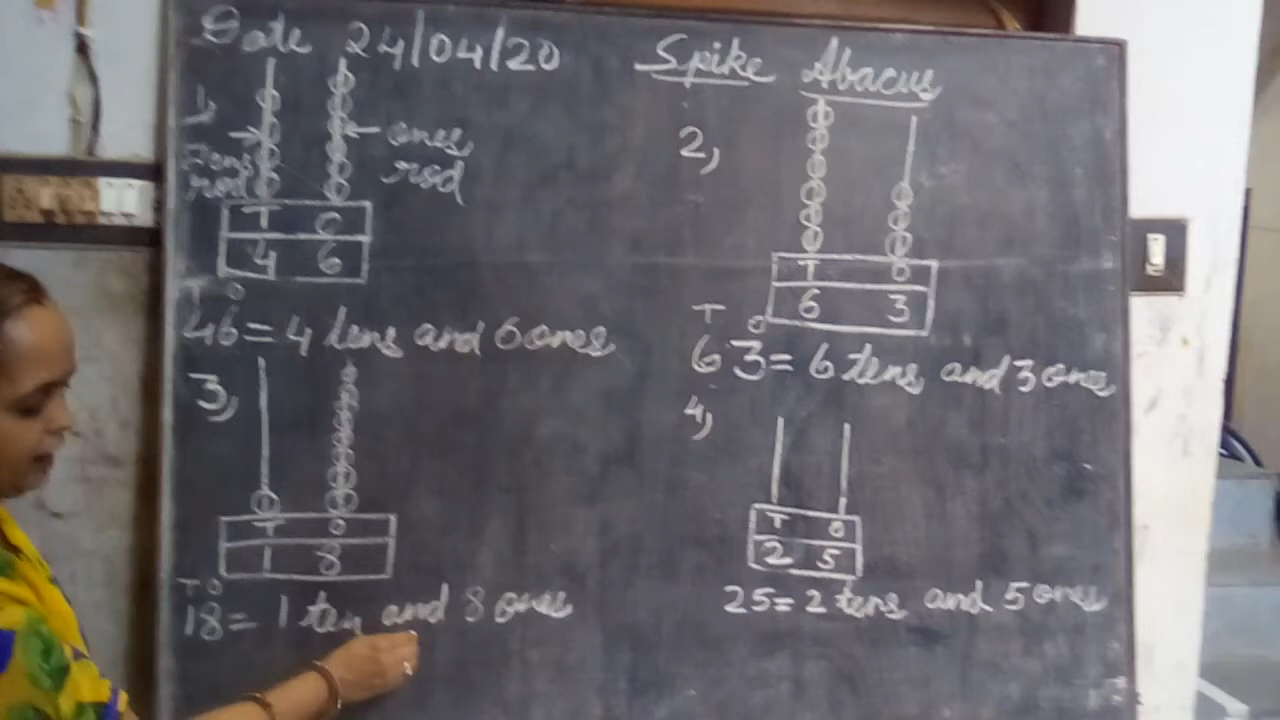 Date 24/04/20
Spike Abacus
1,
Tens rod
ones rod
T O
4 6
T O
46 = 4 tens and 6 ones
2,
T O
6 3
T O
63 = 6 tens and 3 ones
3,
T O
1 8
T O
18 = 1 ten and 8 ones
4,
T O
2 5
25 = 2 tens and 5 ones